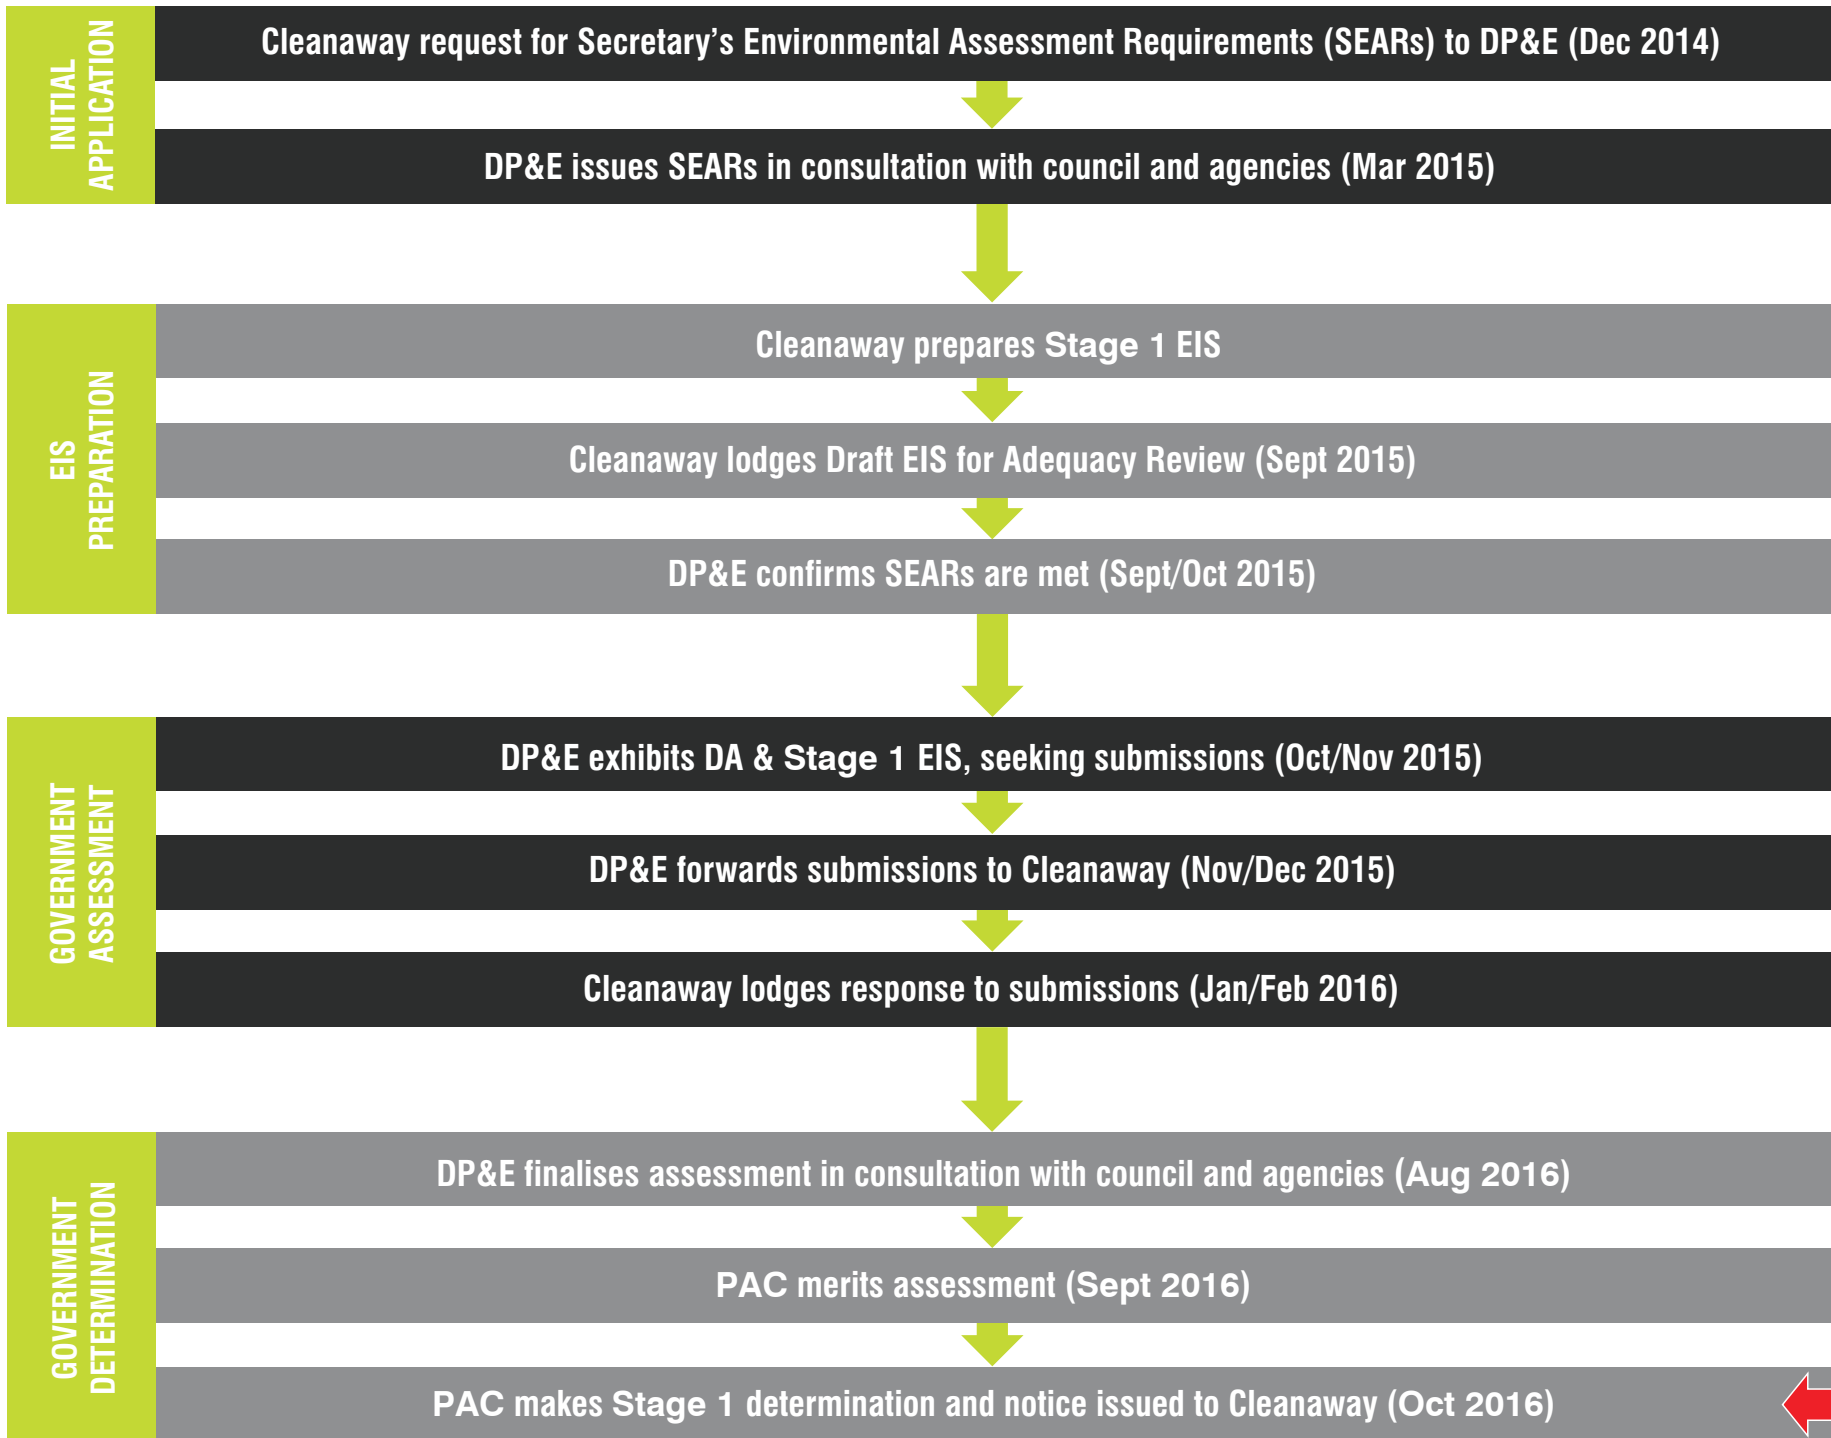 INITIAL
APPLICATION
Cleanaway request for Secretary's Environmental Assessment Requirements (SEARs) to DP&E (Dec 2014)
DP&E issues SEARs in consultation with council and agencies (Mar 2015)
EIS
PREPARATION
Cleanaway prepares Stage 1 EIS
Cleanaway lodges Draft EIS for Adequacy Review (Sept 2015)
DP&E confirms SEARs are met (Sept/Oct 2015)
GOVERNMENT
ASSESSMENT
DP&E exhibits DA & Stage 1 EIS, seeking submissions (Oct/Nov 2015)
DP&E forwards submissions to Cleanaway (Nov/Dec 2015)
Cleanaway lodges response to submissions (Jan/Feb 2016)
GOVERNMENT
DETERMINATION
DP&E finalises assessment in consultation with council and agencies (Aug 2016)
PAC merits assessment (Sept 2016)
PAC makes Stage 1 determination and notice issued to Cleanaway (Oct 2016)